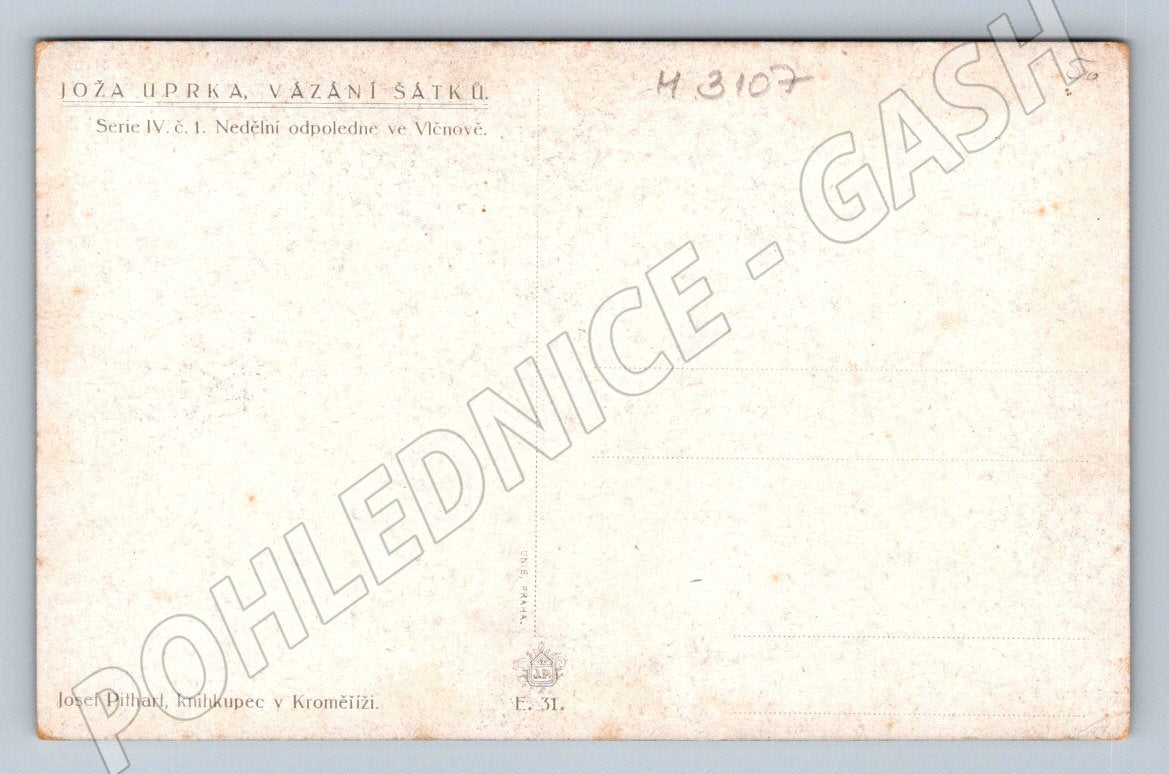 JOŽA UPRKA, VÁZÁNÍ ŠÁTKŮ.
Serie IV. č. 1. Nedělní odpoledne ve Vlčnově.
H 3107
50
POHLEDNICE - GASH
UNIE, PRAHA.
Josef Pithart, knihkupec v Kroměříži.
E. 31.